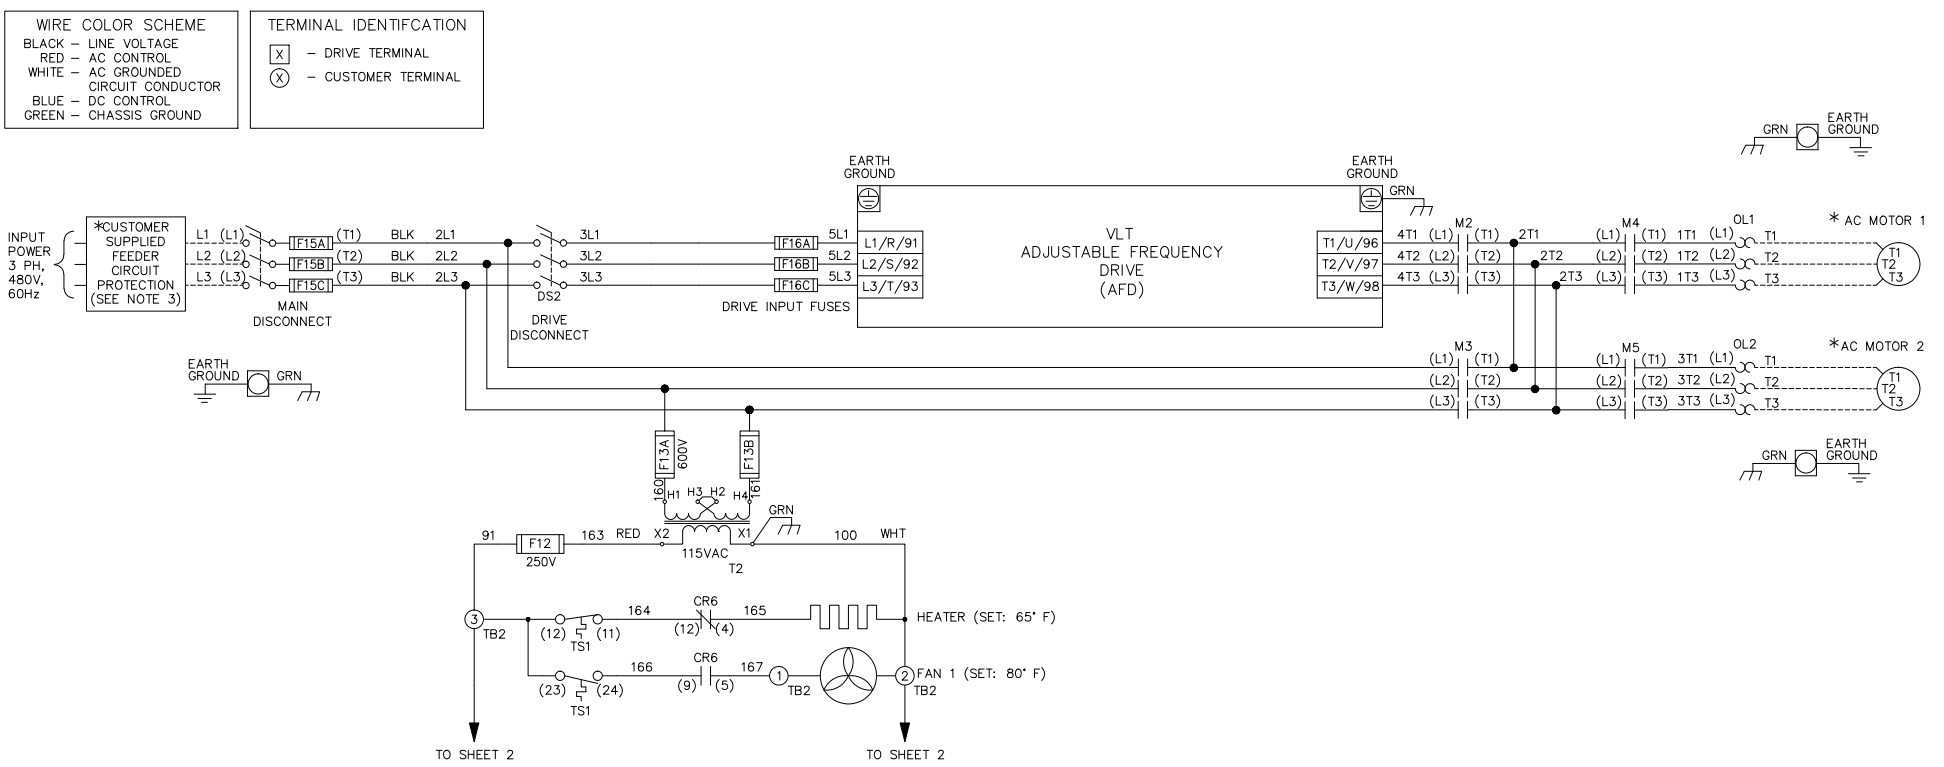 WIRE COLOR SCHEME
BLACK – LINE VOLTAGE
RED – AC CONTROL
WHITE – AC GROUNDED
CIRCUIT CONDUCTOR
BLUE – DC CONTROL
GREEN – CHASSIS GROUND
TERMINAL IDENTIFCATION
X – DRIVE TERMINAL
X – CUSTOMER TERMINAL
GRN
EARTH
GROUND
EARTH
GROUND
EARTH
GROUND
GRN
INPUT
POWER
3 PH,
480V,
60Hz
*CUSTOMER
SUPPLIED
FEEDER
CIRCUIT
PROTECTION
(SEE NOTE 3)
L1 (L1) F15A (T1) BLK 2L1 3L1 F16A 5L1 L1/R/91
L2 (L2) F15B (T2) BLK 2L2 3L2 F16B 5L2 L2/S/92
L3 (L3) F15C (T3) BLK 2L3 3L3 F16C 5L3 L3/T/93
MAIN
DISCONNECT
DS2
DRIVE
DISCONNECT
DRIVE INPUT FUSES
VLT
ADJUSTABLE FREQUENCY
DRIVE
(AFD)
M2 M4 OL1 * AC MOTOR 1
T1/U/96 4T1 (L1) (T1) 2T1 (L1) (T1) 1T1 (L1) T1
T2/V/97 4T2 (L2) (T2) 2T2 (L2) (T2) 1T2 (L2) T2
T3/W/98 4T3 (L3) (T3) 2T3 (L3) (T3) 1T3 (L3) T3
T1
T2
T3
EARTH
GROUND GRN
M3 M5 OL2 *AC MOTOR 2
(L1) (T1) (L1) (T1) 3T1 (L1) T1
(L2) (T2) (L2) (T2) 3T2 (L2) T2
(L3) (T3) (L3) (T3) 3T3 (L3) T3
T1
T2
T3
GRN
EARTH
GROUND
F13A
600V
F13B
160
161
H1 H3 H2 H4
GRN
91 F12 163 RED X2 X1 100 WHT
250V
115VAC
T2
3
TB2
164 CR6 165
(12) (11) (12) (4)
TS1
HEATER (SET: 65° F)
166 CR6 167 1 2 FAN 1 (SET: 80° F)
(23) (24) (9) (5) TB2 TB2
TS1
TO SHEET 2
TO SHEET 2